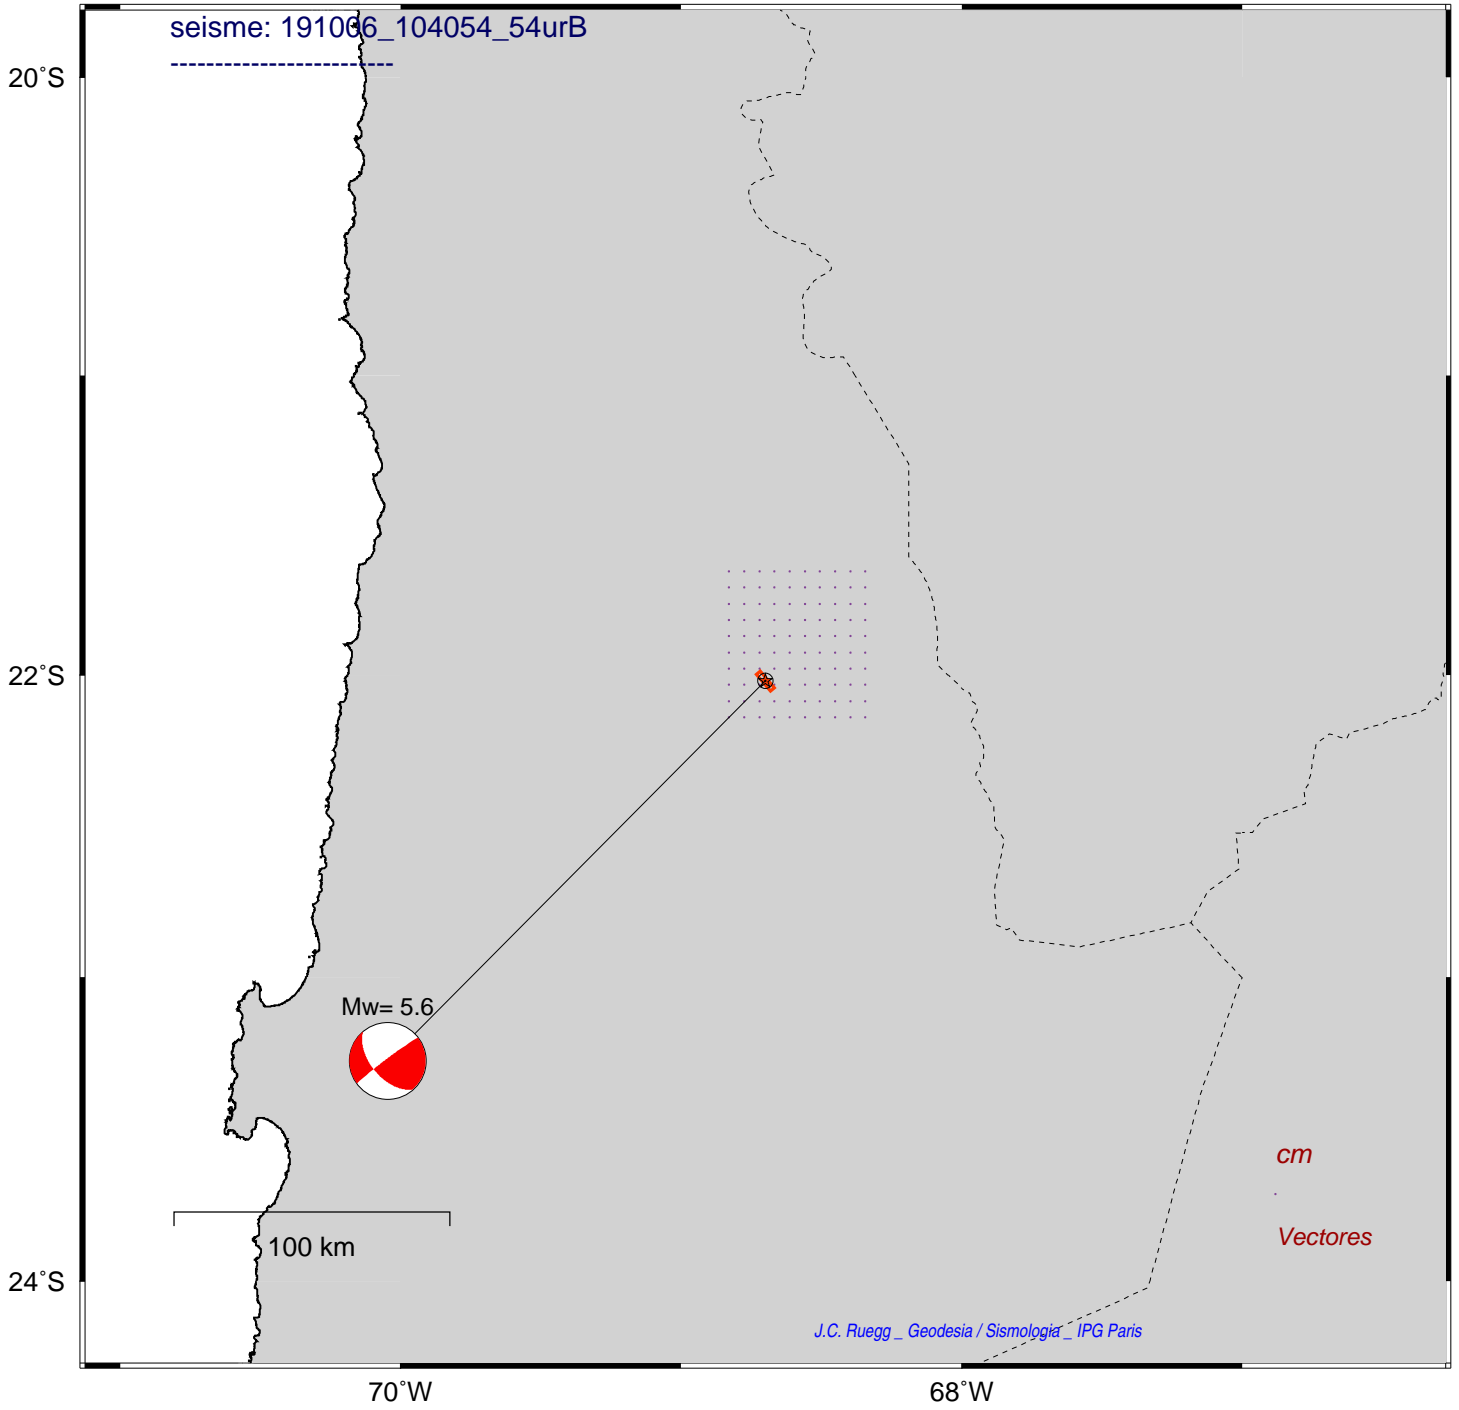 seisme: 191006_104054_54urB
----------------------
20°S
22°S
Mw= 5.6
cm
Vectores
100 km
24°S
J.C. Ruegg _ Geodesia / Sismologia _ IPG Paris
70°W
68°W